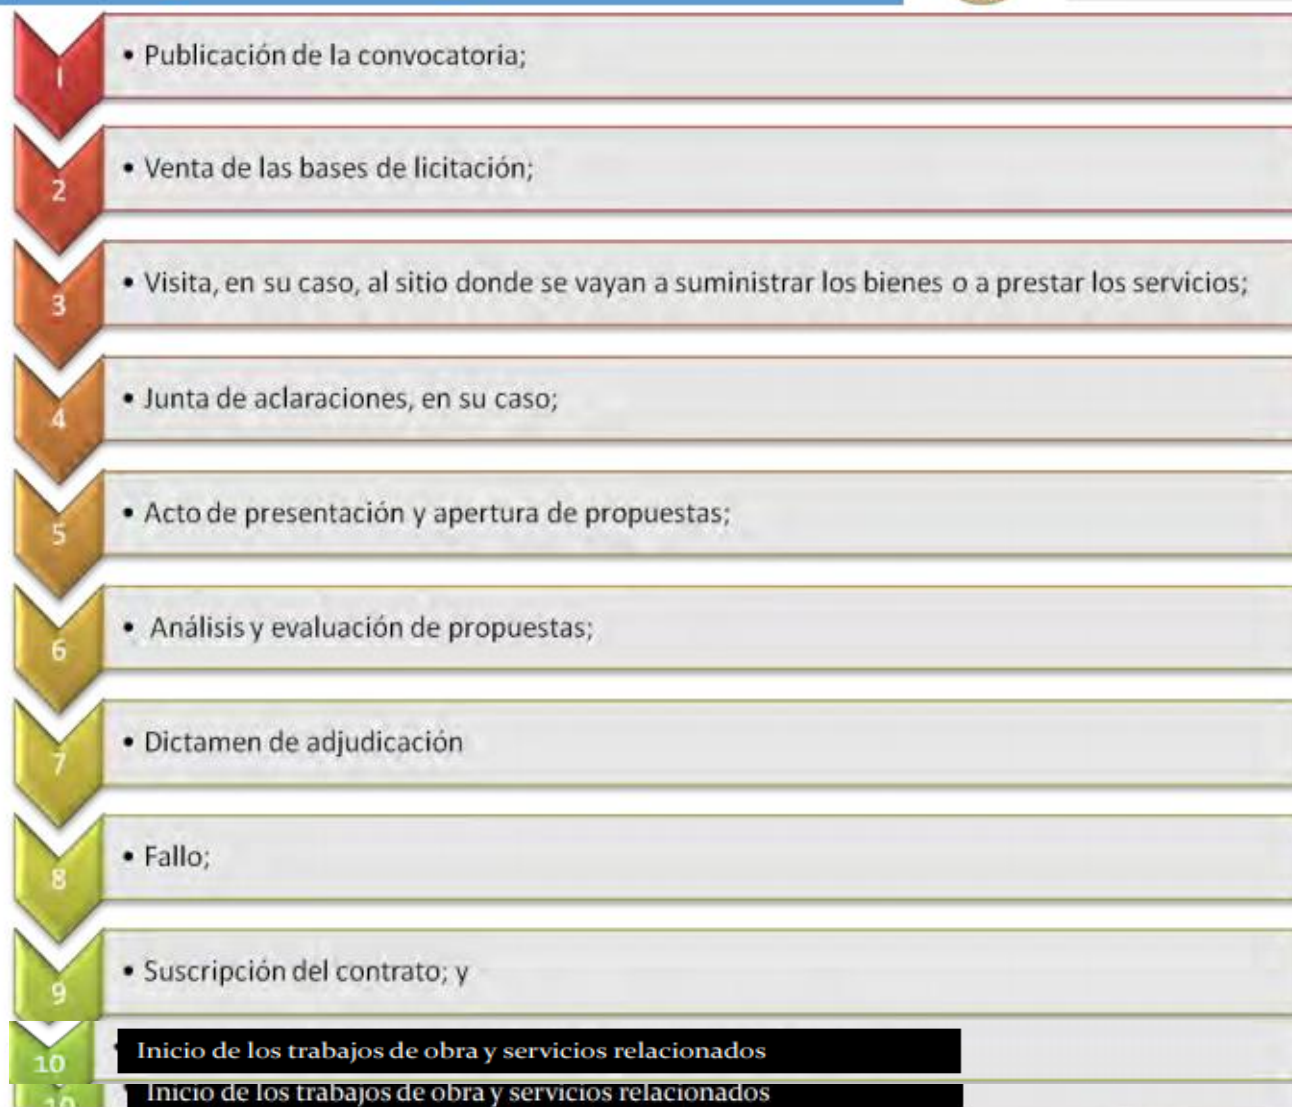 1
• Publicación de la convocatoria;
2
• Venta de las bases de licitación;
3
• Visita, en su caso, al sitio donde se vayan a suministrar los bienes o a prestar los servicios;
4
• Junta de aclaraciones, en su caso;
5
• Acto de presentación y apertura de propuestas;
6
• Análisis y evaluación de propuestas;
7
• Dictamen de adjudicación
8
• Fallo;
9
• Suscripción del contrato; y
10
Inicio de los trabajos de obra y servicios relacionados
10
Inicio de los trabajos de obra y servicios relacionados